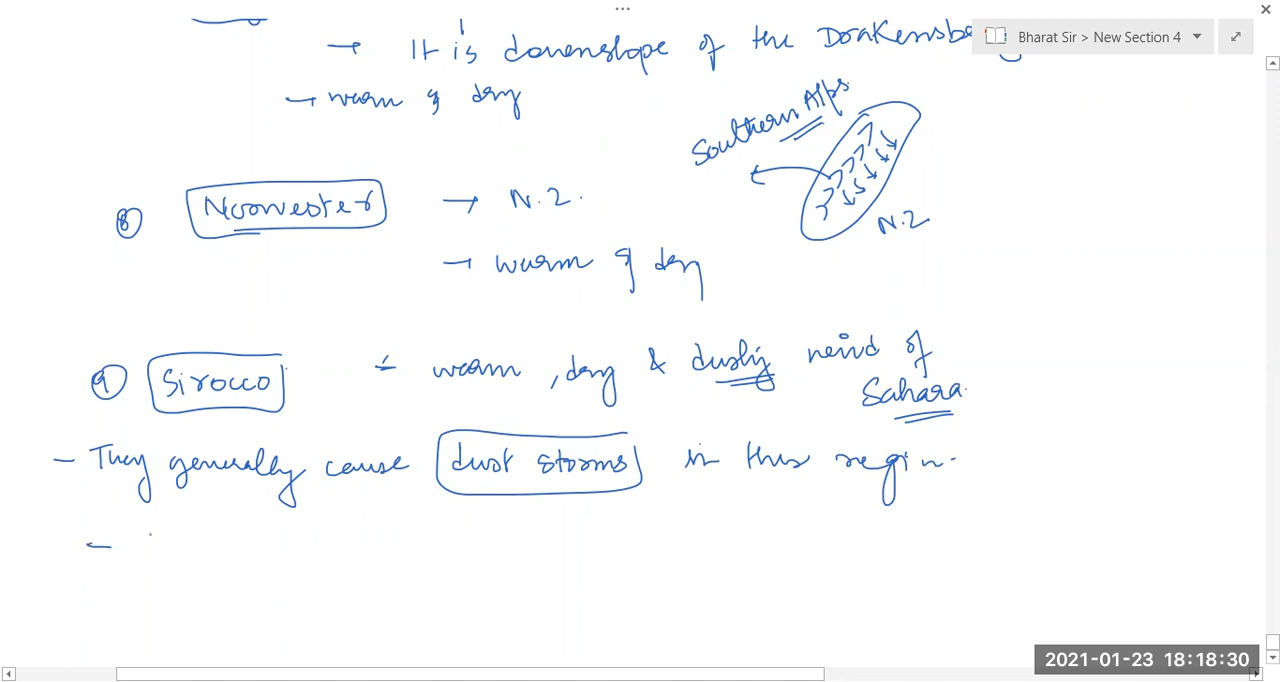 → It is downslope of the Drakensbe
Bharat Sir > New Section 4
→ warm & dry
Southern Alps
⑧ Noorwester → N.Z.
N.Z
→ warm & dry
⑨ Sirocco - warm, dry & dusty wind of
Sahara.
- They generally cause dust storms in this region.
-
2021-01-23 18:18:30